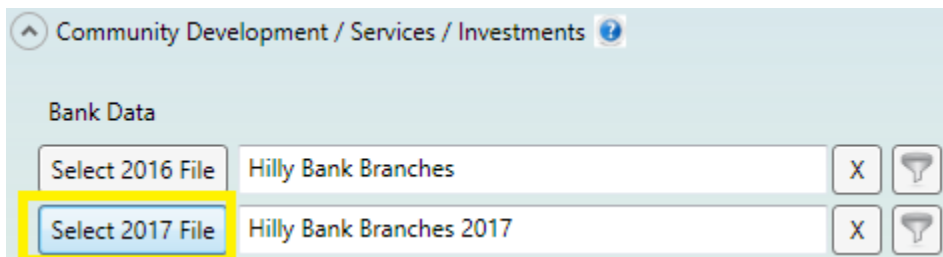 Community Development / Services / Investments ?
Bank Data
Select 2016 File Hilly Bank Branches X
Select 2017 File Hilly Bank Branches 2017 X